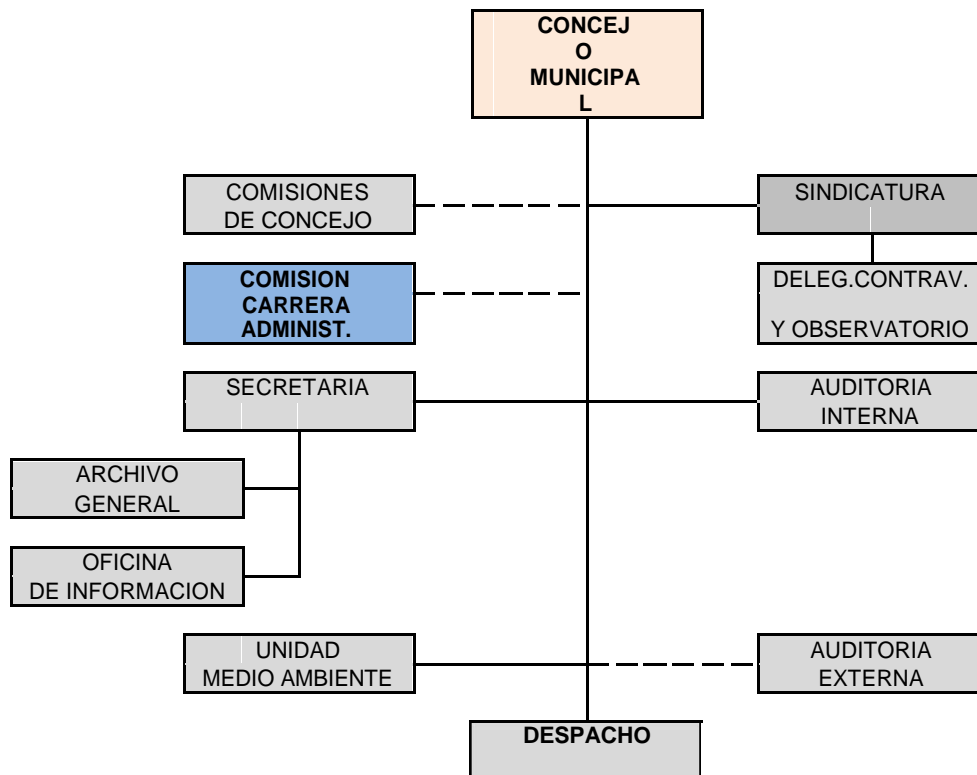 CONCEJ
O
MUNICIPA
L
COMISIONES
DE CONCEJO
SINDICATURA
COMISION
CARRERA
ADMINIST.
DELEG.CONTRAV.
Y OBSERVATORIO
SECRETARIA
AUDITORIA
INTERNA
ARCHIVO
GENERAL
OFICINA
DE INFORMACION
UNIDAD
MEDIO AMBIENTE
AUDITORIA
EXTERNA
DESPACHO